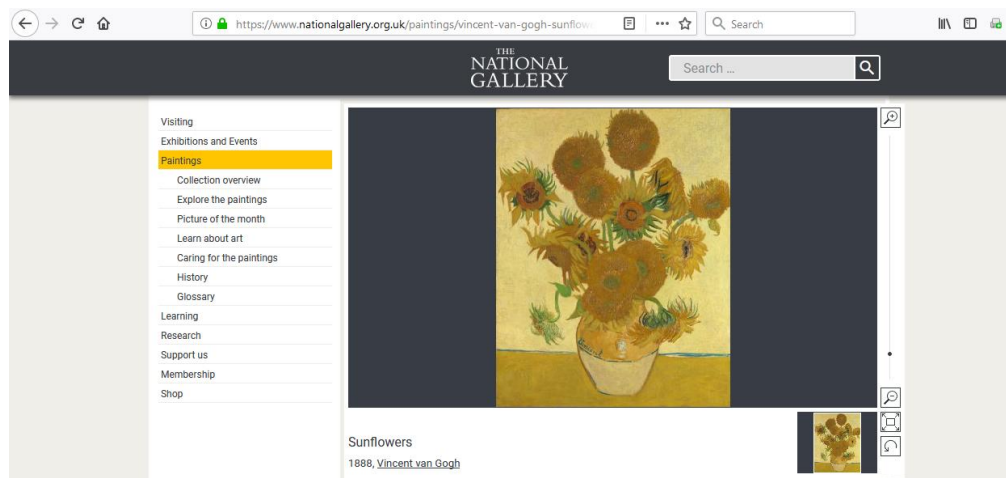 https://www.nationalgallery.org.uk/paintings/vincent-van-gogh-sunflow
Search
THE
NATIONAL
GALLERY
Search ...
Visiting
Exhibitions and Events
Paintings
Collection overview
Explore the paintings
Picture of the month
Learn about art
Caring for the paintings
History
Glossary
Learning
Research
Support us
Membership
Shop
Vincent
Sunflowers
1888, Vincent van Gogh